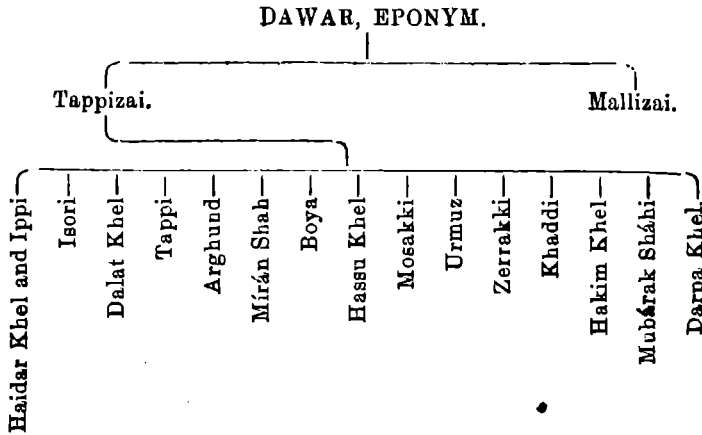 DAWAR, EPONYM.
Tappizai.
Mallizai.
Haidar Khel and Ippi
Isori
Dalat Khel
Tappi
Arghund
Mírán Shah
Boya
Hassu Khel
Mosakki
Urmuz
Zerrakki
Khaddi
Hakim Khel
Mubárak Sháhi
Darpa Khel